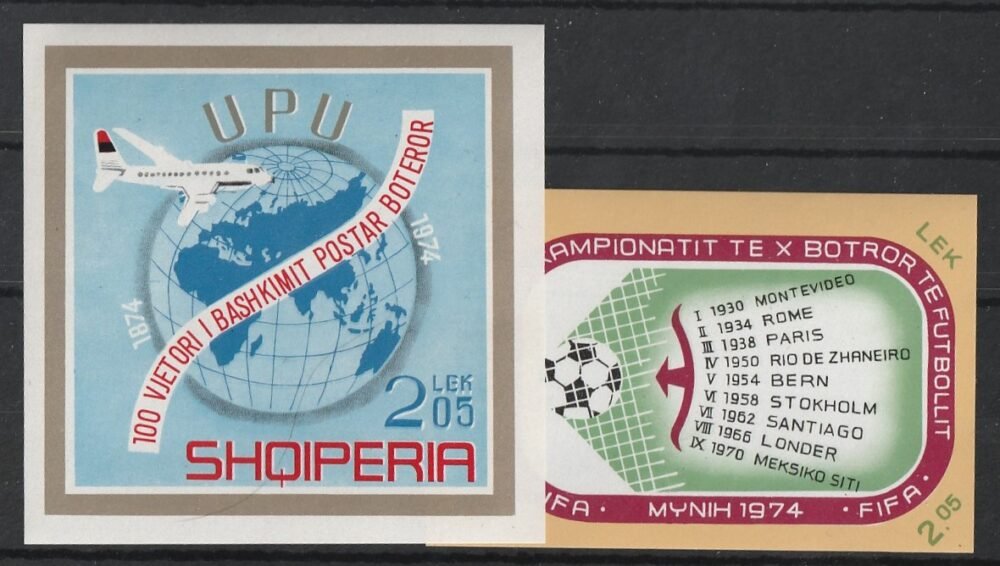 UPU
100 VJETORI I BASHKIMIT POSTAR BOTEROR
1874
1974
2 05 LEK
SHQIPERIA
KAMPIONATIT TE X BOTROR TE FUTBOLLIT
LEK
I 1930 MONTEVIDEO
II 1934 ROME
III 1938 PARIS
IV 1950 RIO DE ZHANEIRO
V 1954 BERN
VI 1958 STOKHOLM
VII 1962 SANTIAGO
VIII 1966 LONDER
IX 1970 MEKSIKO SITI
FIFA · MYNIH 1974 · FIFA ·
2.05